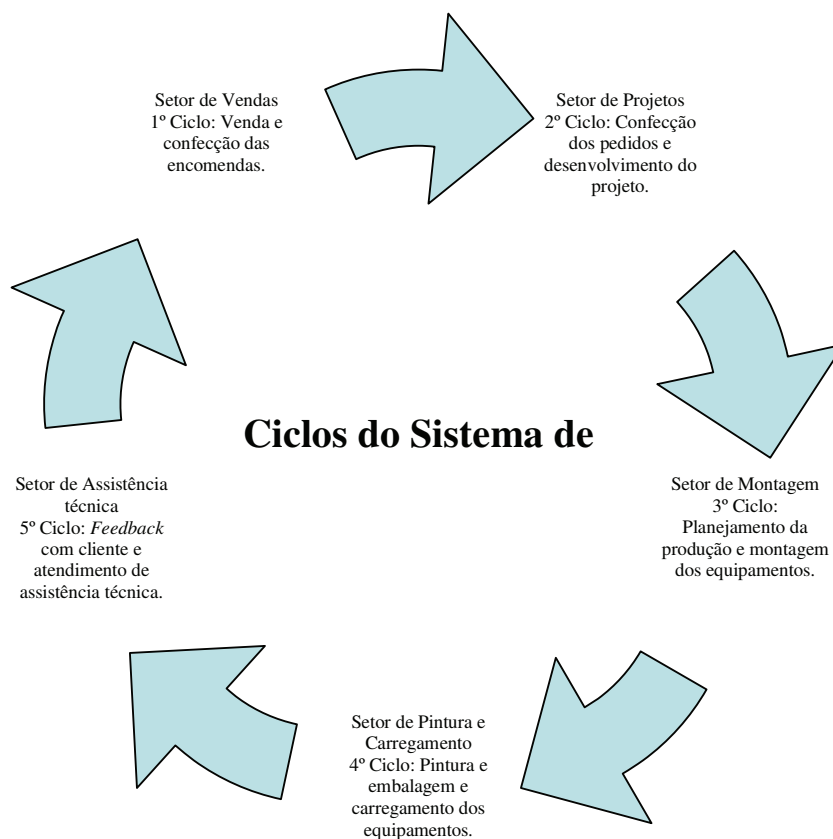 Setor de Vendas
1º Ciclo: Venda e
confecção das
encomendas.
Setor de Projetos
2º Ciclo: Confecção
dos pedidos e
desenvolvimento do
projeto.
Ciclos do Sistema de
Setor de Montagem
3º Ciclo:
Planejamento da
produção e montagem
dos equipamentos.
Setor de Pintura e
Carregamento
4º Ciclo: Pintura e
embalagem e
carregamento dos
equipamentos.
Setor de Assistência
técnica
5º Ciclo: Feedback
com cliente e
atendimento de
assistência técnica.